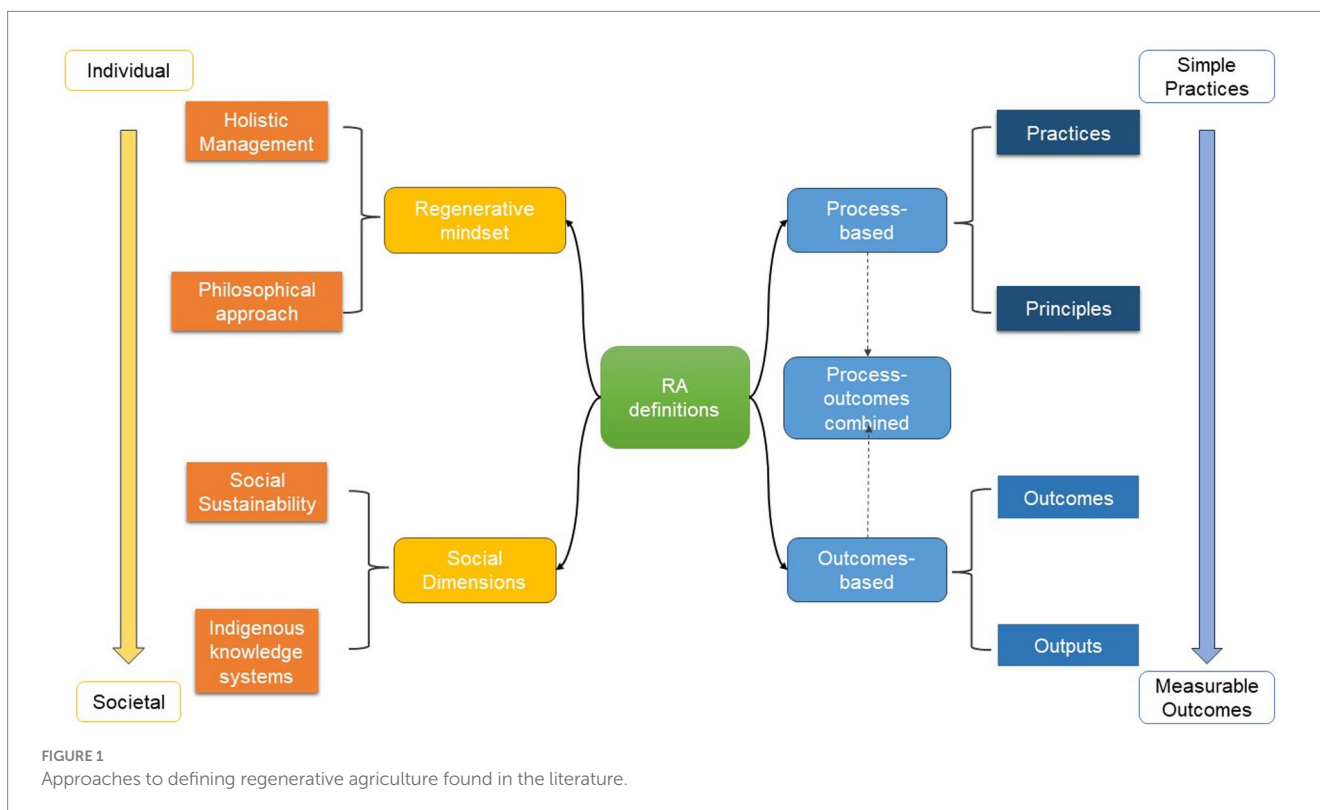 Individual
Holistic
Management
Regenerative
mindset
Philosophical
approach
Social
Sustainability
Social
Dimensions
Indigenous
knowledge
systems
Societal
RA
definitions
Simple
Practices
Practices
Process-
based
Principles
Process-
outcomes
combined
Outcomes
Outcomes-
based
Outputs
Measurable
Outcomes
FIGURE 1
Approaches to defining regenerative agriculture found in the literature.